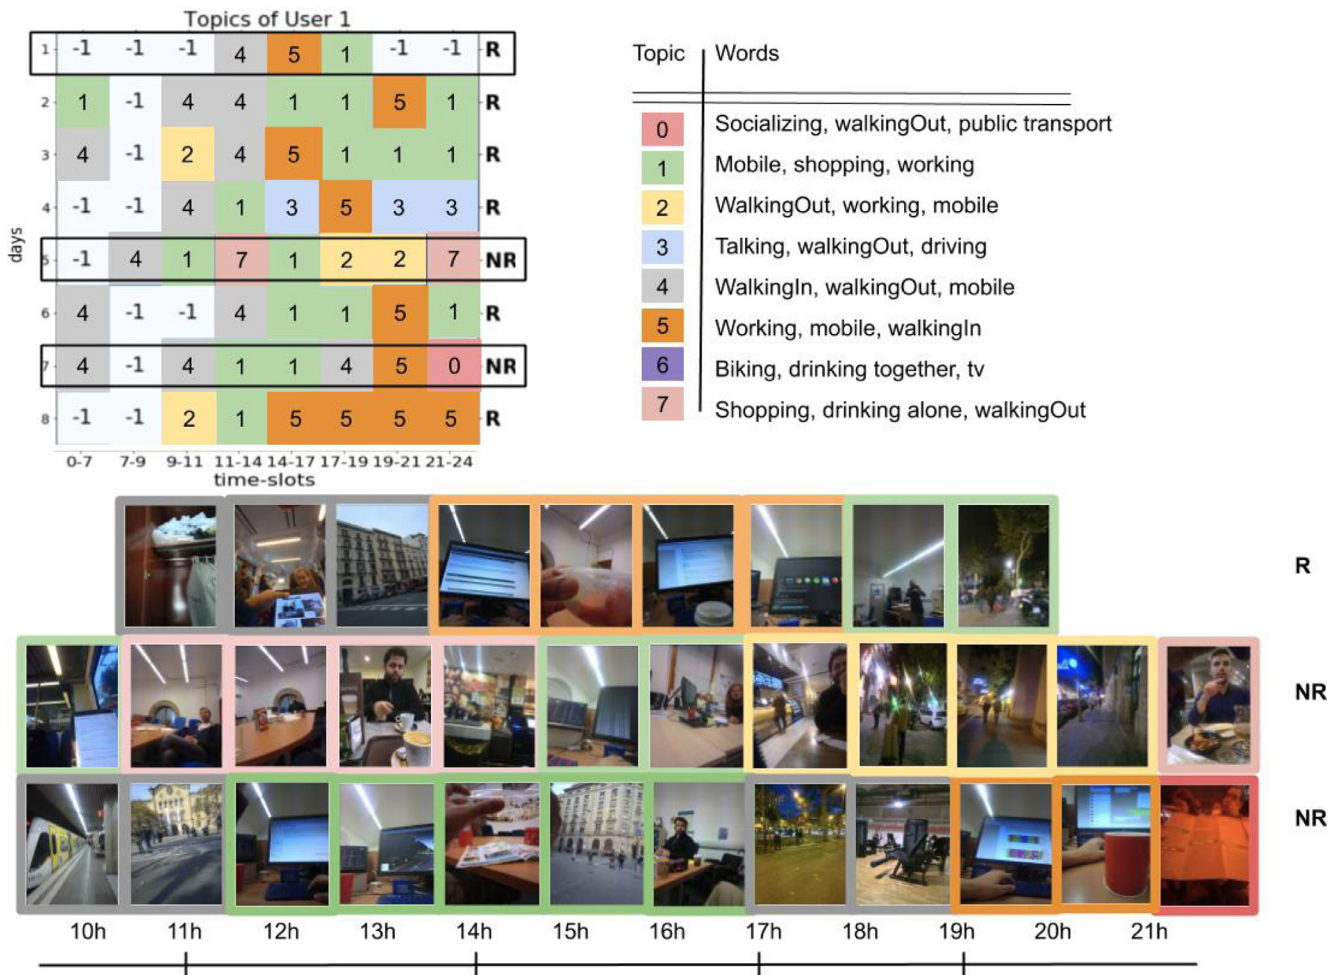 Topics of User 1
1 -1 -1 -1 4 5 1 -1 -1 R
2 1 -1 4 4 1 1 5 1 R
3 4 -1 2 4 5 1 1 1 R
4 -1 -1 4 1 3 5 3 3 R
5 -1 4 1 7 1 2 2 7 NR
6 4 -1 -1 4 1 1 5 1 R
7 4 -1 4 1 1 4 5 0 NR
8 -1 -1 2 1 5 5 5 5 R
days
0-7 7-9 9-11 11-14 14-17 17-19 19-21 21-24
time-slots
Topic Words
0 Socializing, walkingOut, public transport
1 Mobile, shopping, working
2 WalkingOut, working, mobile
3 Talking, walkingOut, driving
4 WalkingIn, walkingOut, mobile
5 Working, mobile, walkingIn
6 Biking, drinking together, tv
7 Shopping, drinking alone, walkingOut
R
NR
NR
10h 11h 12h 13h 14h 15h 16h 17h 18h 19h 20h 21h